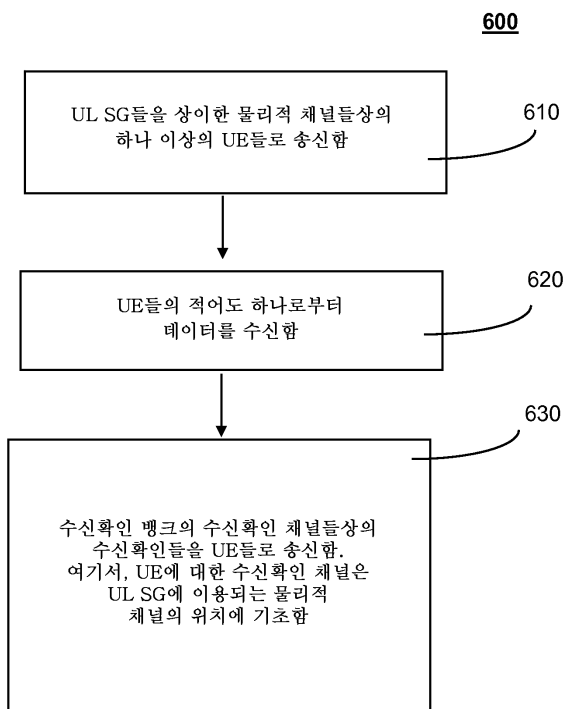 600
UL SG들을 상이한 물리적 채널들상의
하나 이상의 UE들로 송신함
610
UE들의 적어도 하나로부터
데이터를 수신함
620
630
수신확인 뱅크의 수신확인 채널들상의
수신확인들을 UE들로 송신함.
여기서, UE에 대한 수신확인 채널은
UL SG에 이용되는 물리적
채널의 위치에 기초함